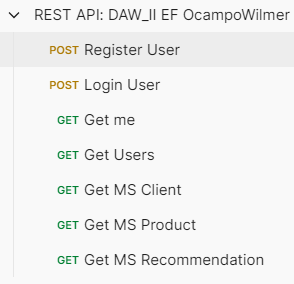 REST API: DAW_II EF OcampoWilmer
POST Register User
POST Login User
GET Get me
GET Get Users
GET Get MS Client
GET Get MS Product
GET Get MS Recommendation